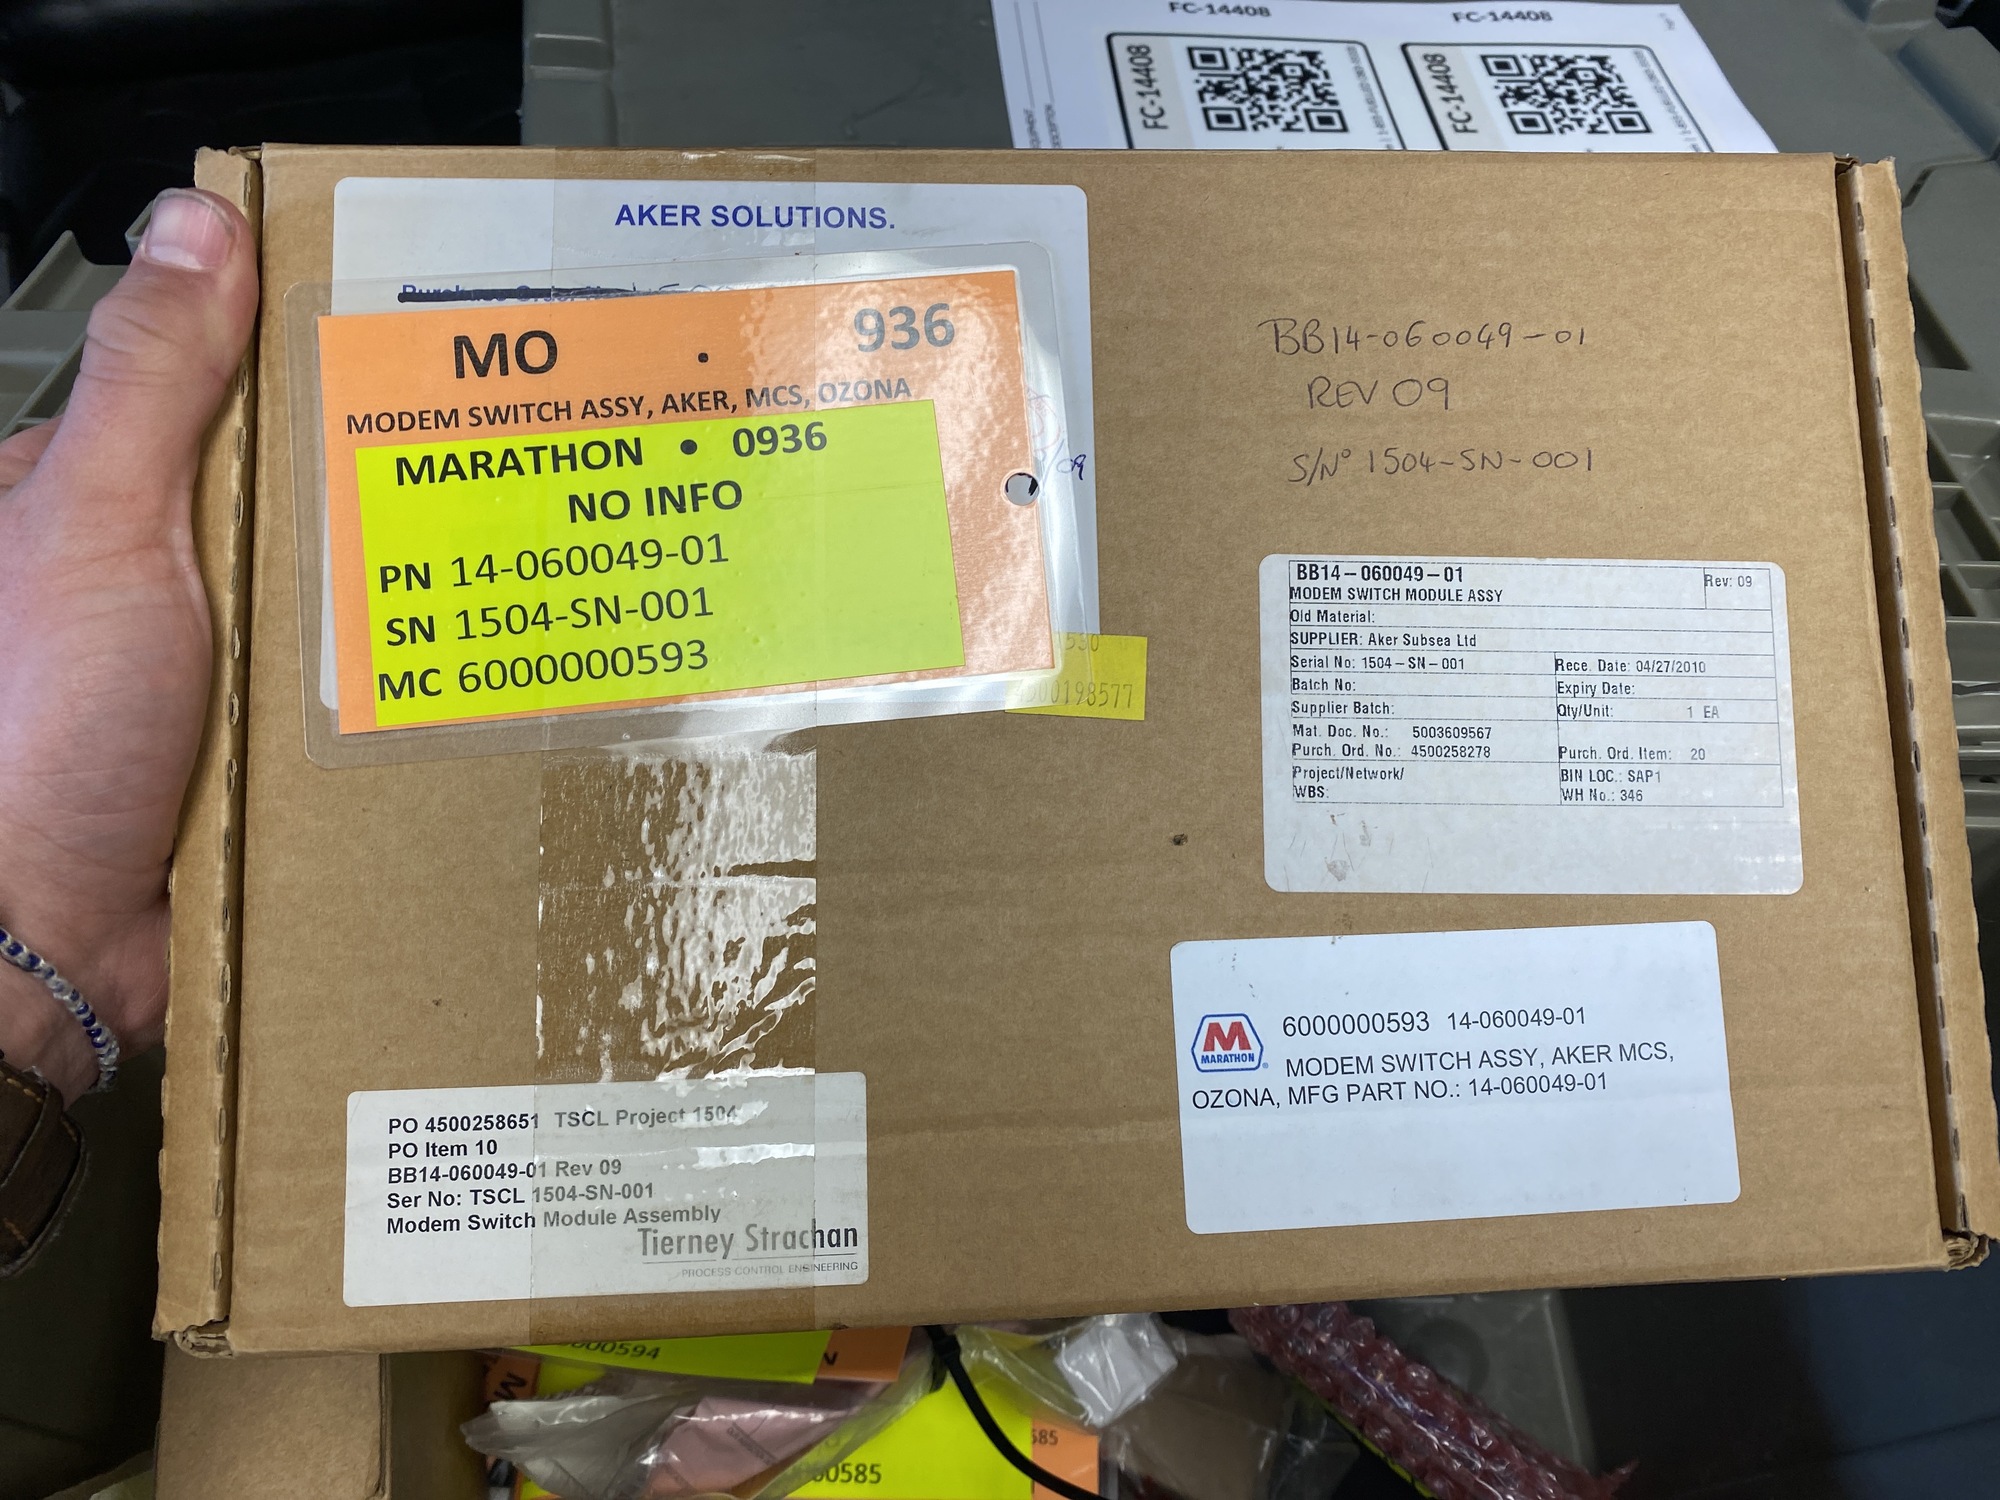 FC-14408
FC-14408
FC-14408
FC-14408
AKER SOLUTIONS.
MO • 936
MODEM SWITCH ASSY, AKER, MCS, OZONA
MARATHON • 0936
NO INFO
PN 14-060049-01
SN 1504-SN-001
MC 6000000593
BB14-060049-01
REV 09
S/N° 1504-SN-001
BB14-060049-01 Rev: 09
MODEM SWITCH MODULE ASSY
Old Material:
SUPPLIER: Aker Subsea Ltd
Serial No: 1504-SN-001 Rece. Date: 04/27/2010
Batch No: Expiry Date:
Supplier Batch: Qty/Unit: 1 EA
Mat. Doc. No.: 5003609567
Purch. Ord. No.: 4500258278 Purch. Ord. Item: 20
Project/Network/ BIN LOC.: SAP1
WBS: WH No.: 346
MARATHON
6000000593 14-060049-01
MODEM SWITCH ASSY, AKER MCS,
OZONA, MFG PART NO.: 14-060049-01
PO 4500258651 TSCL Project 1504
PO Item 10
BB14-060049-01 Rev 09
Ser No: TSCL 1504-SN-001
Modem Switch Module Assembly
Tierney Strachan
PROCESS CONTROL ENGINEERING